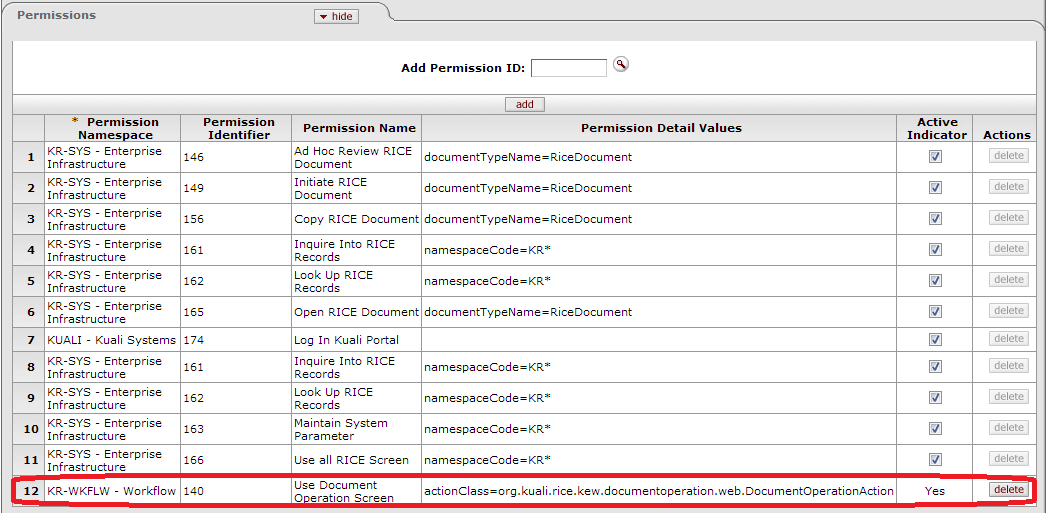 Permissions
hide
Add Permission ID:
add
* Permission Namespace Permission Identifier Permission Name Permission Detail Values Active Indicator Actions
1 KR-SYS - Enterprise Infrastructure 146 Ad Hoc Review RICE Document documentTypeName=RiceDocument delete
2 KR-SYS - Enterprise Infrastructure 149 Initiate RICE Document documentTypeName=RiceDocument delete
3 KR-SYS - Enterprise Infrastructure 156 Copy RICE Document documentTypeName=RiceDocument delete
4 KR-SYS - Enterprise Infrastructure 161 Inquire Into RICE Records namespaceCode=KR* delete
5 KR-SYS - Enterprise Infrastructure 162 Look Up RICE Records namespaceCode=KR* delete
6 KR-SYS - Enterprise Infrastructure 165 Open RICE Document documentTypeName=RiceDocument delete
7 KUALI - Kuali Systems 174 Log In Kuali Portal delete
8 KR-SYS - Enterprise Infrastructure 161 Inquire Into RICE Records namespaceCode=KR* delete
9 KR-SYS - Enterprise Infrastructure 162 Look Up RICE Records namespaceCode=KR* delete
10 KR-SYS - Enterprise Infrastructure 163 Maintain System Parameter namespaceCode=KR* delete
11 KR-SYS - Enterprise Infrastructure 166 Use all RICE Screen namespaceCode=KR* delete
12 KR-WKFLW - Workflow 140 Use Document Operation Screen actionClass=org.kuali.rice.kew.documentoperation.web.DocumentOperationAction Yes delete